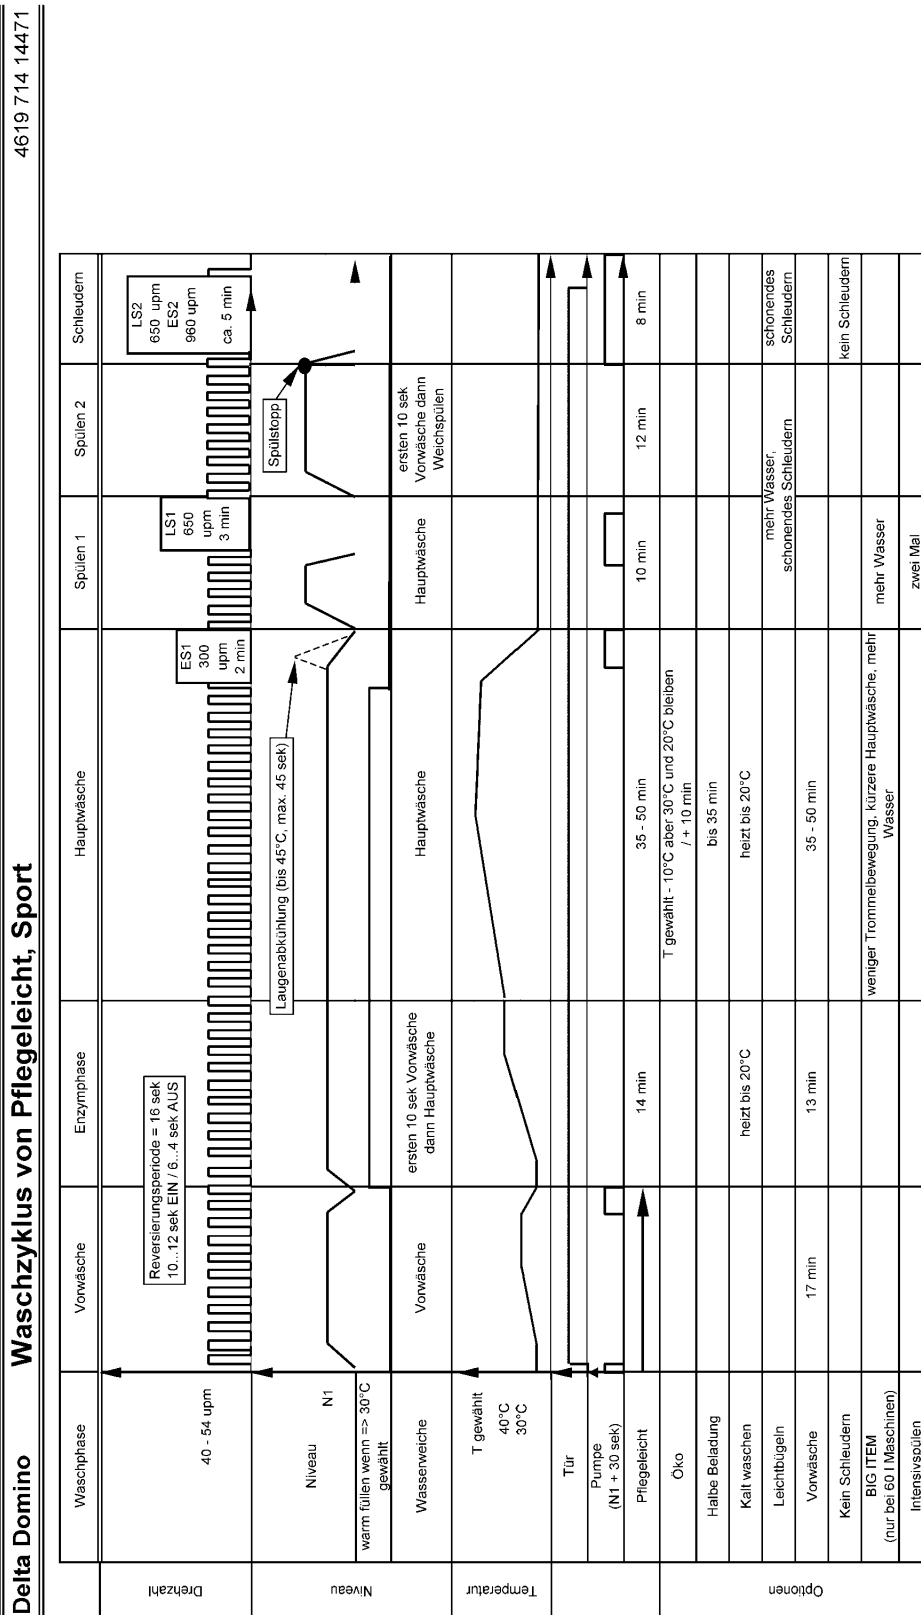 Delta Domino
Waschzyklus von Pflegeleicht, Sport
4619 714 14471
Waschphase
Vorwäsche
Enzymphase
Hauptwäsche
Spülen 1
Spülen 2
Schleudern
Drehzahl
40 - 54 upm
Reversierungsperiode = 16 sek
10...12 sek EIN / 6...4 sek AUS
ES1
300
upm
2 min
LS1
650
upm
3 min
LS2
650 upm
ES2
960 upm
ca. 5 min
Niveau
Niveau
N1
Laugenabkühlung (bis 45°C, max. 45 sek)
Spülstopp
warm füllen wenn => 30°C
gewählt
Wasserweiche
Vorwäsche
ersten 10 sek Vorwäsche
dann Hauptwäsche
Hauptwäsche
Hauptwäsche
ersten 10 sek
Vorwäsche dann
Weichspülen
Temperatur
T gewählt
40°C
30°C
Tür
Pumpe
(N1 + 30 sek)
Optionen
Pflegeleicht
14 min
35 - 50 min
10 min
12 min
8 min
Öko
T gewählt - 10°C aber 30°C und 20°C bleiben
/ + 10 min
Halbe Beladung
bis 35 min
Kalt waschen
heizt bis 20°C
heizt bis 20°C
Leichtbügeln
mehr Wasser,
schonendes Schleudern
schonendes
Schleudern
Vorwäsche
17 min
13 min
35 - 50 min
Kein Schleudern
kein Schleudern
BIG ITEM
(nur bei 60 l Maschinen)
weniger Trommelbewegung, kürzere Hauptwäsche, mehr
Wasser
mehr Wasser
Intensivspülen
zwei Mal